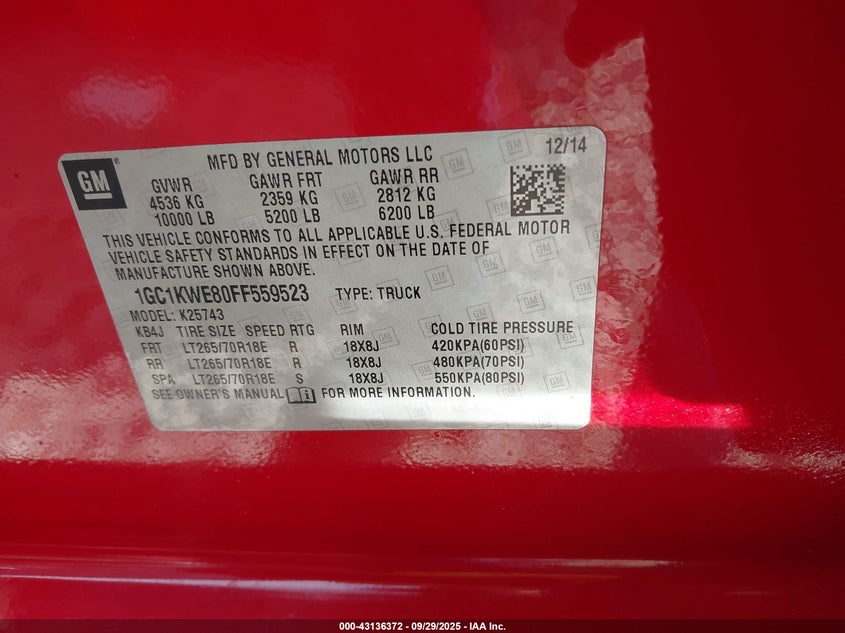 GM
MFD BY GENERAL MOTORS LLC 12/14
GVWR GAWR FRT GAWR RR
4536 KG 2359 KG 2812 KG
10000 LB 5200 LB 6200 LB
THIS VEHICLE CONFORMS TO ALL APPLICABLE U.S. FEDERAL MOTOR
VEHICLE SAFETY STANDARDS IN EFFECT ON THE DATE OF
MANUFACTURE SHOWN ABOVE.
1GC1KWE80FF559523 TYPE: TRUCK
MODEL: K25743
KB4J TIRE SIZE SPEED RTG RIM COLD TIRE PRESSURE
FRT LT265/70R18E R 18X8J 420KPA(60PSI)
RR LT265/70R18E R 18X8J 480KPA(70PSI)
SPA LT265/70R18E S 18X8J 550KPA(80PSI)
SEE OWNER'S MANUAL FOR MORE INFORMATION.
000-43136372 - 09/29/2025 - IAA Inc.